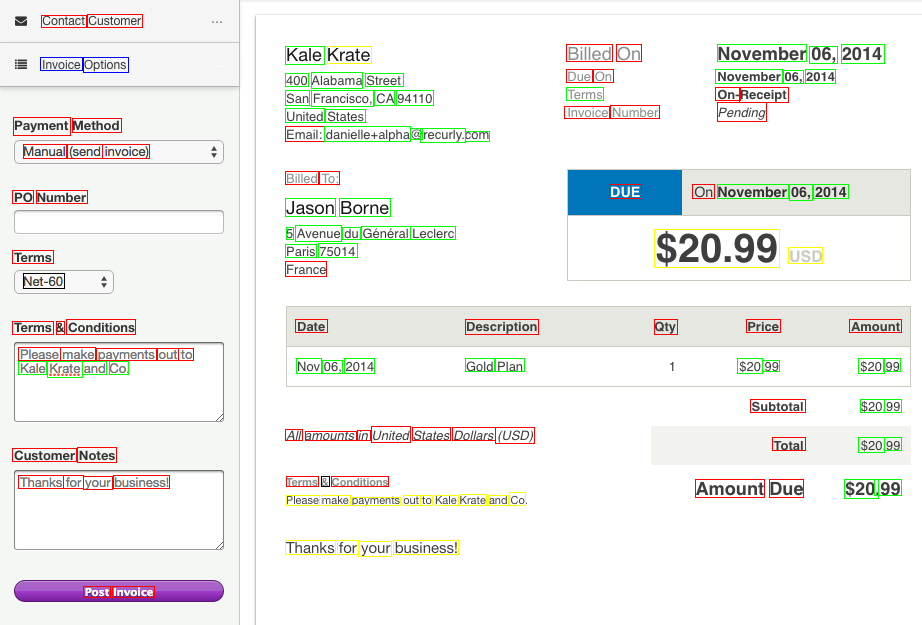 Contact Customer ...
Invoice Options
Payment Method
Manual (send invoice)
PO Number
Terms
Net-60
Terms & Conditions
Please make payments out to
Kale Krate and Co.
Customer Notes
Thanks for your business!
Post Invoice
Kale Krate
400 Alabama Street
San Francisco, CA 94110
United States
Email: danielle+alpha@recurly.com
Billed On November 06, 2014
Due On November 06, 2014
Terms On-Receipt
Invoice Number Pending
Billed To:
Jason Borne
5 Avenue du Général Leclerc
Paris 75014
France
DUE On November 06, 2014
$20.99 USD
Date Description Qty Price Amount
Nov 06, 2014 Gold Plan 1 $20.99 $20.99
Subtotal $20.99
All amounts in United States Dollars (USD)
Total $20.99
Terms & Conditions
Please make payments out to Kale Krate and Co.
Amount Due $20.99
Thanks for your business!